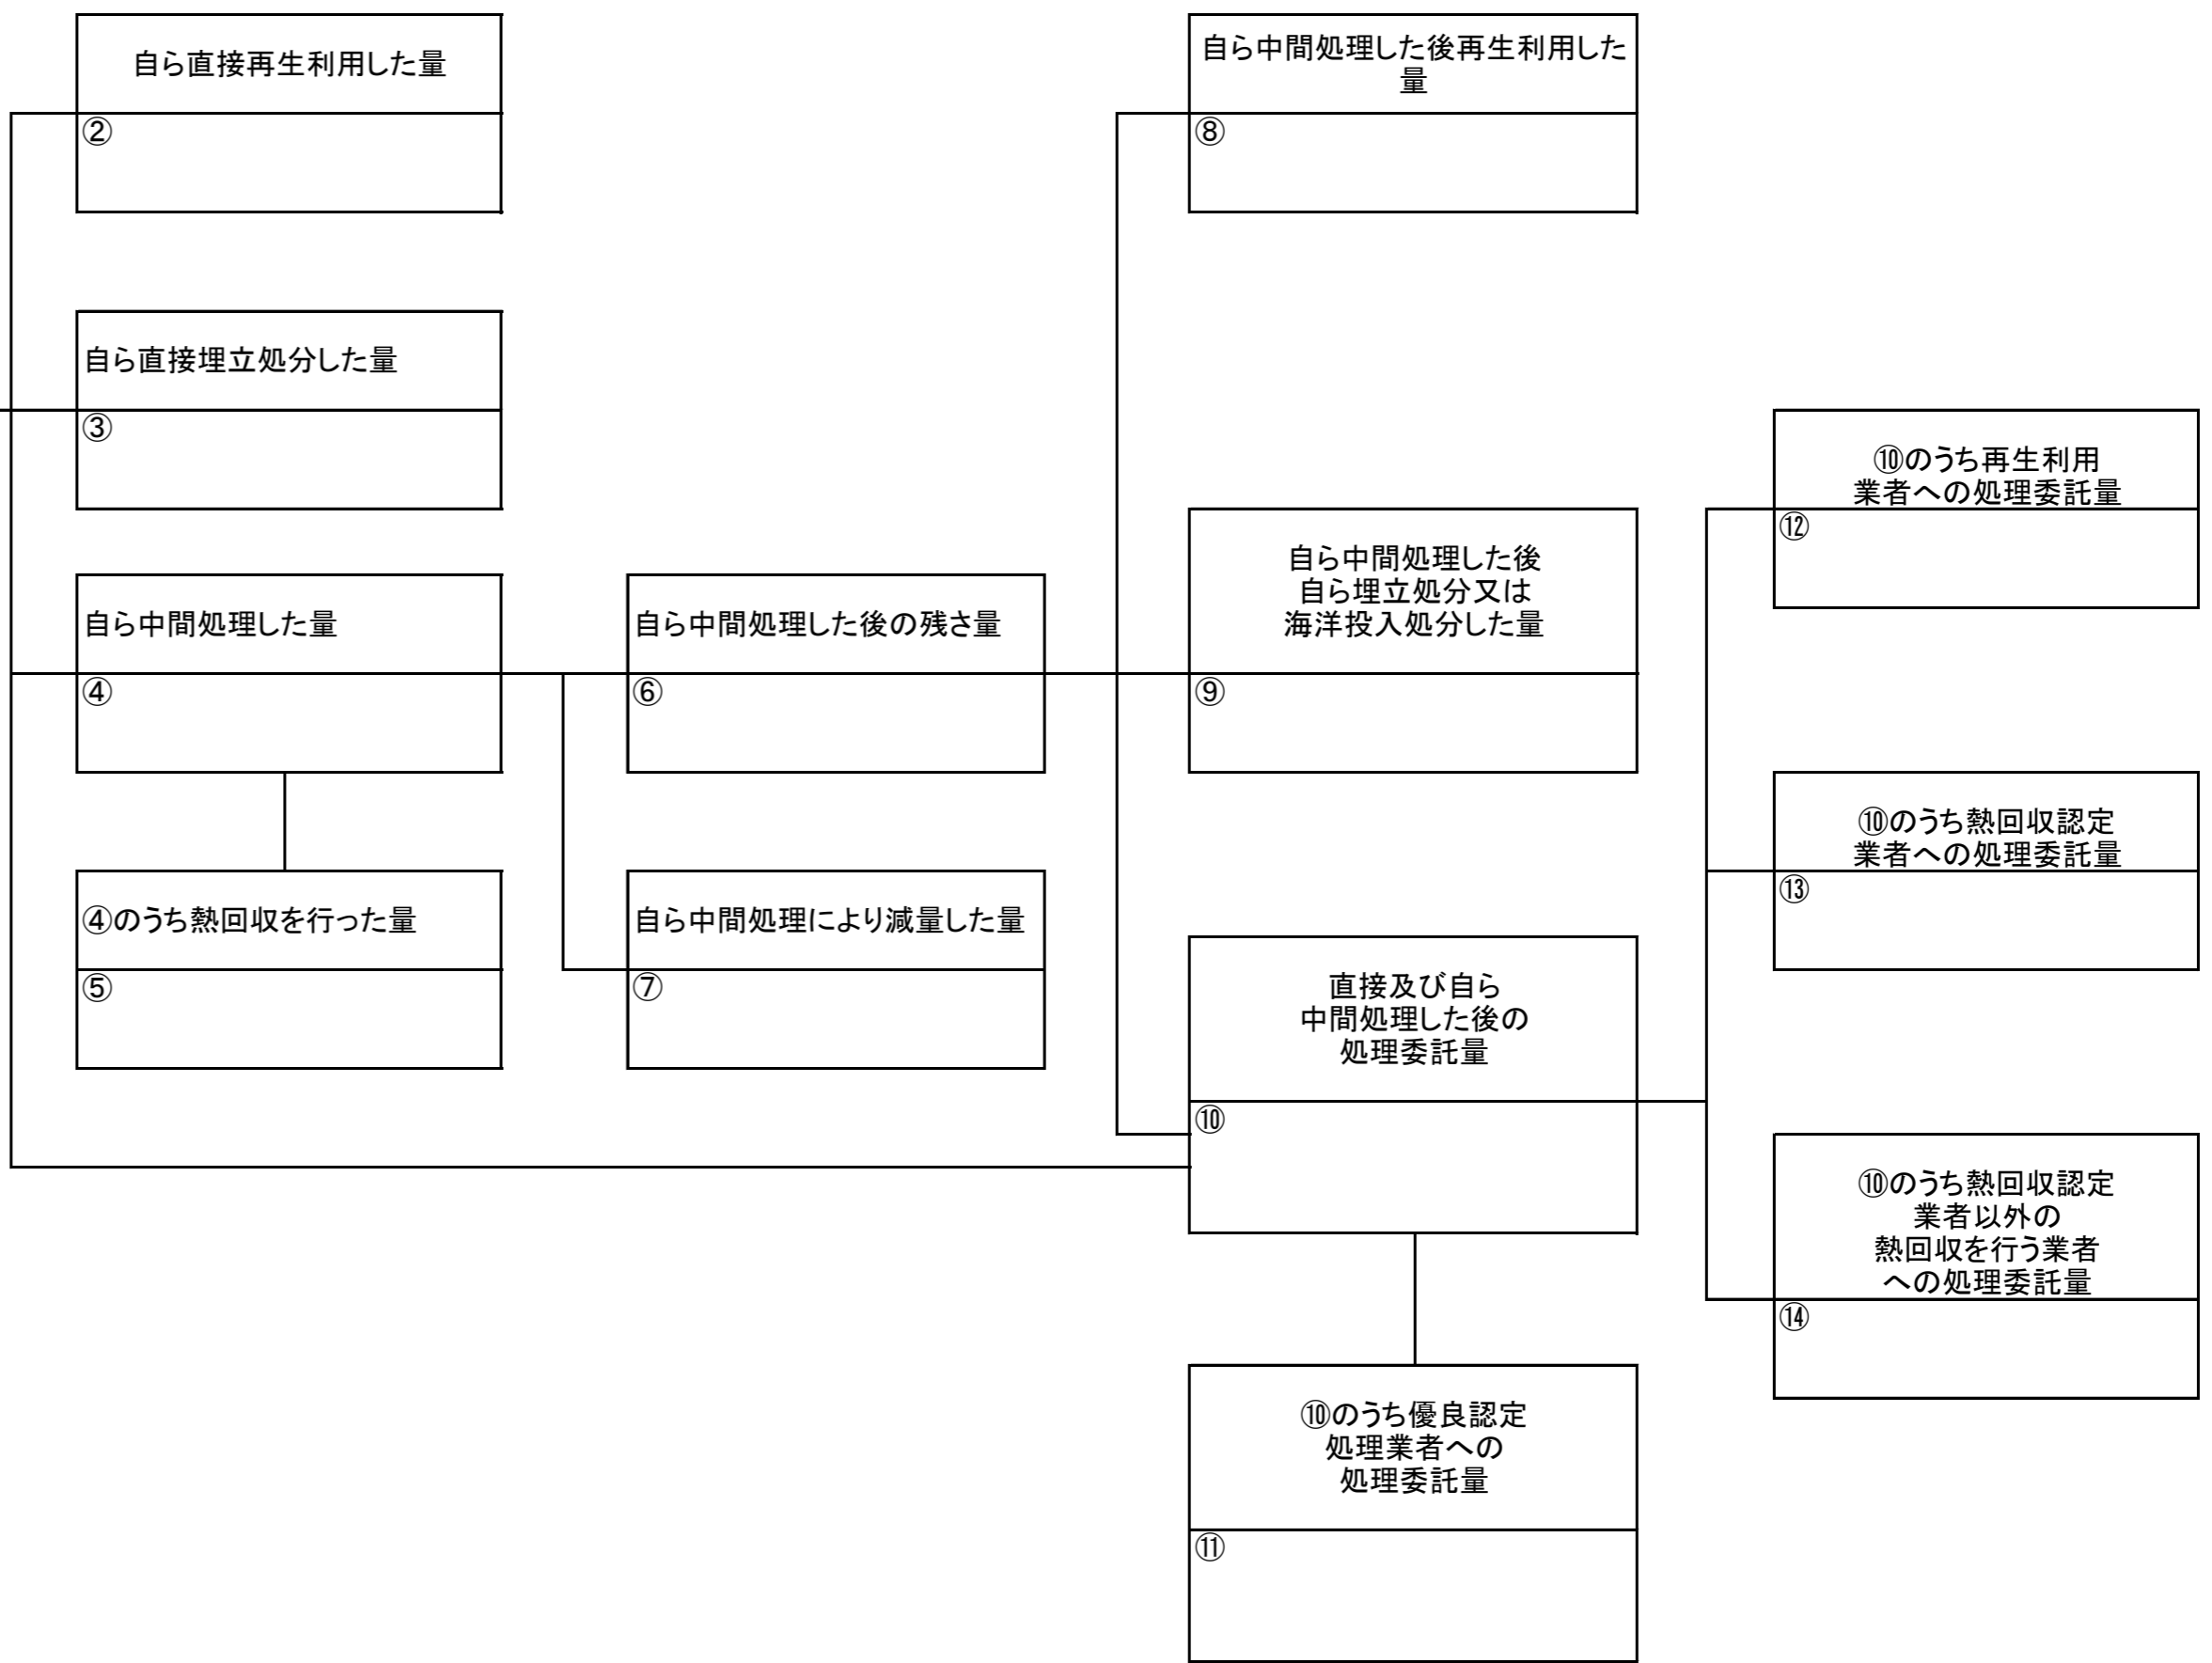 自ら直接再生利用した量
②
自ら直接埋立処分した量
③
自ら中間処理した量
④
④のうち熱回収を行った量
⑤
自ら中間処理した後の残さ量
⑥
自ら中間処理により減量した量
⑦
自ら中間処理した後再生利用した
量
⑧
自ら中間処理した後
自ら埋立処分又は
海洋投入処分した量
⑨
直接及び自ら
中間処理した後の
処理委託量
⑩
⑩のうち優良認定
処理業者への
処理委託量
⑪
⑩のうち再生利用
業者への処理委託量
⑫
⑩のうち熱回収認定
業者への処理委託量
⑬
⑩のうち熱回収認定
業者以外の
熱回収を行う業者
への処理委託量
⑭